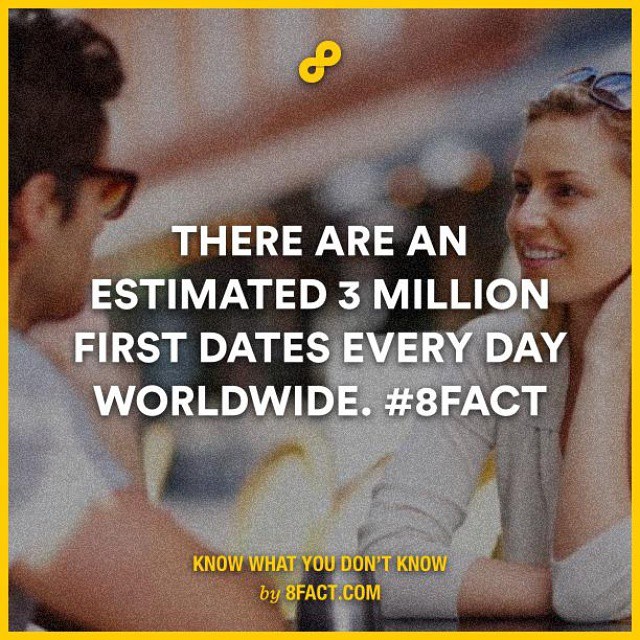 THERE ARE AN
ESTIMATED 3 MILLION
FIRST DATES EVERY DAY
WORLDWIDE. #8FACT
KNOW WHAT YOU DON'T KNOW
by 8FACT.COM